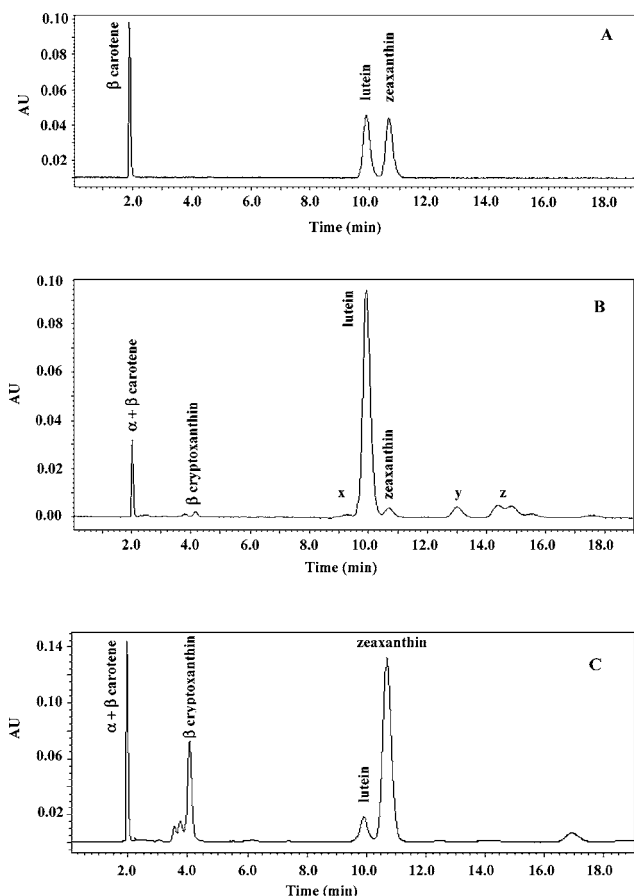 A
0.10
0.08
0.06
0.04
0.02
AU
β carotene
lutein
zeaxanthin
2.0 4.0 6.0 8.0 10.0 12.0 14.0 16.0 18.0
Time (min)
B
0.10
0.08
0.06
0.04
0.02
0.00
AU
α + β carotene
β cryptoxanthin
x
lutein
zeaxanthin
y
z
2.0 4.0 6.0 8.0 10.0 12.0 14.0 16.0 18.0
Time (min)
C
0.14
0.10
0.06
0.02
AU
α + β carotene
β cryptoxanthin
lutein
zeaxanthin
2.0 4.0 6.0 8.0 10.0 12.0 14.0 16.0 18.0
Time (min)